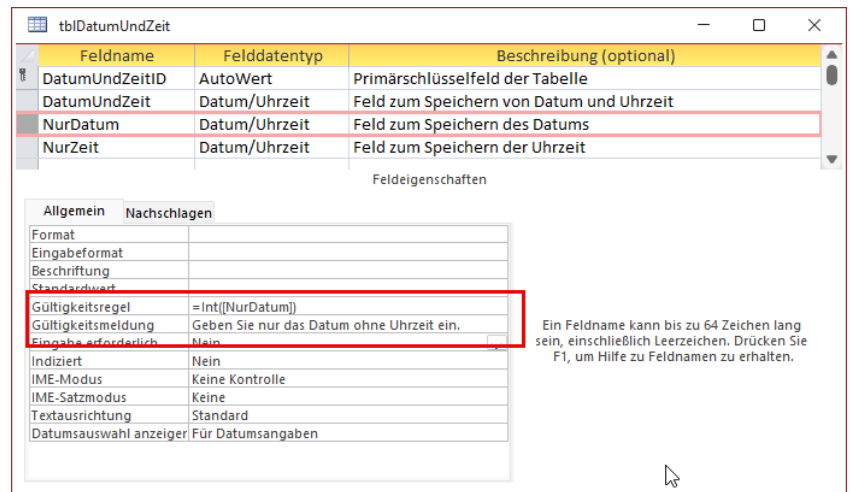 tblDatumUndZeit
Feldname Felddatentyp Beschreibung (optional)
DatumUndZeitID AutoWert Primärschlüsselfeld der Tabelle
DatumUndZeit Datum/Uhrzeit Feld zum Speichern von Datum und Uhrzeit
NurDatum Datum/Uhrzeit Feld zum Speichern des Datums
NurZeit Datum/Uhrzeit Feld zum Speichern der Uhrzeit
Feldeigenschaften
Allgemein Nachschlagen
Format
Eingabeformat
Beschriftung
Standardwert
Gültigkeitsregel =Int([NurDatum])
Gültigkeitsmeldung Geben Sie nur das Datum ohne Uhrzeit ein.
Eingabe erforderlich Nein
Indiziert Nein
IME-Modus Keine Kontrolle
IME-Satzmodus Keine
Textausrichtung Standard
Datumsauswahl anzeiger Für Datumsangaben
Ein Feldname kann bis zu 64 Zeichen lang
sein, einschließlich Leerzeichen. Drücken Sie
F1, um Hilfe zu Feldnamen zu erhalten.